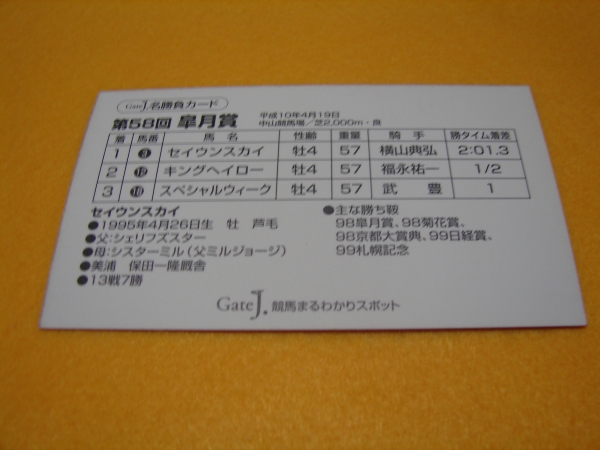 Gate J. 名勝負カード
第58回 皐月賞 平成10年4月19日
中山競馬場/芝2,000m・良
着 馬番 馬名 性齢 重量 騎手 勝タイム着差
1 3 セイウンスカイ 牡4 57 横山典弘 2:01.3
2 12 キングヘイロー 牡4 57 福永祐一 1/2
3 18 スペシャルウィーク 牡4 57 武豊 1
セイウンスカイ
●1995年4月26日生 牡 芦毛
●父:シェリフズスター
●母:シスターミル(父ミルジョージ)
●美浦 保田一隆厩舎
●13戦7勝
●主な勝ち鞍
98皐月賞、98菊花賞、
98京都大賞典、99日経賞、
99札幌記念
Gate J. 競馬まるわかりスポット